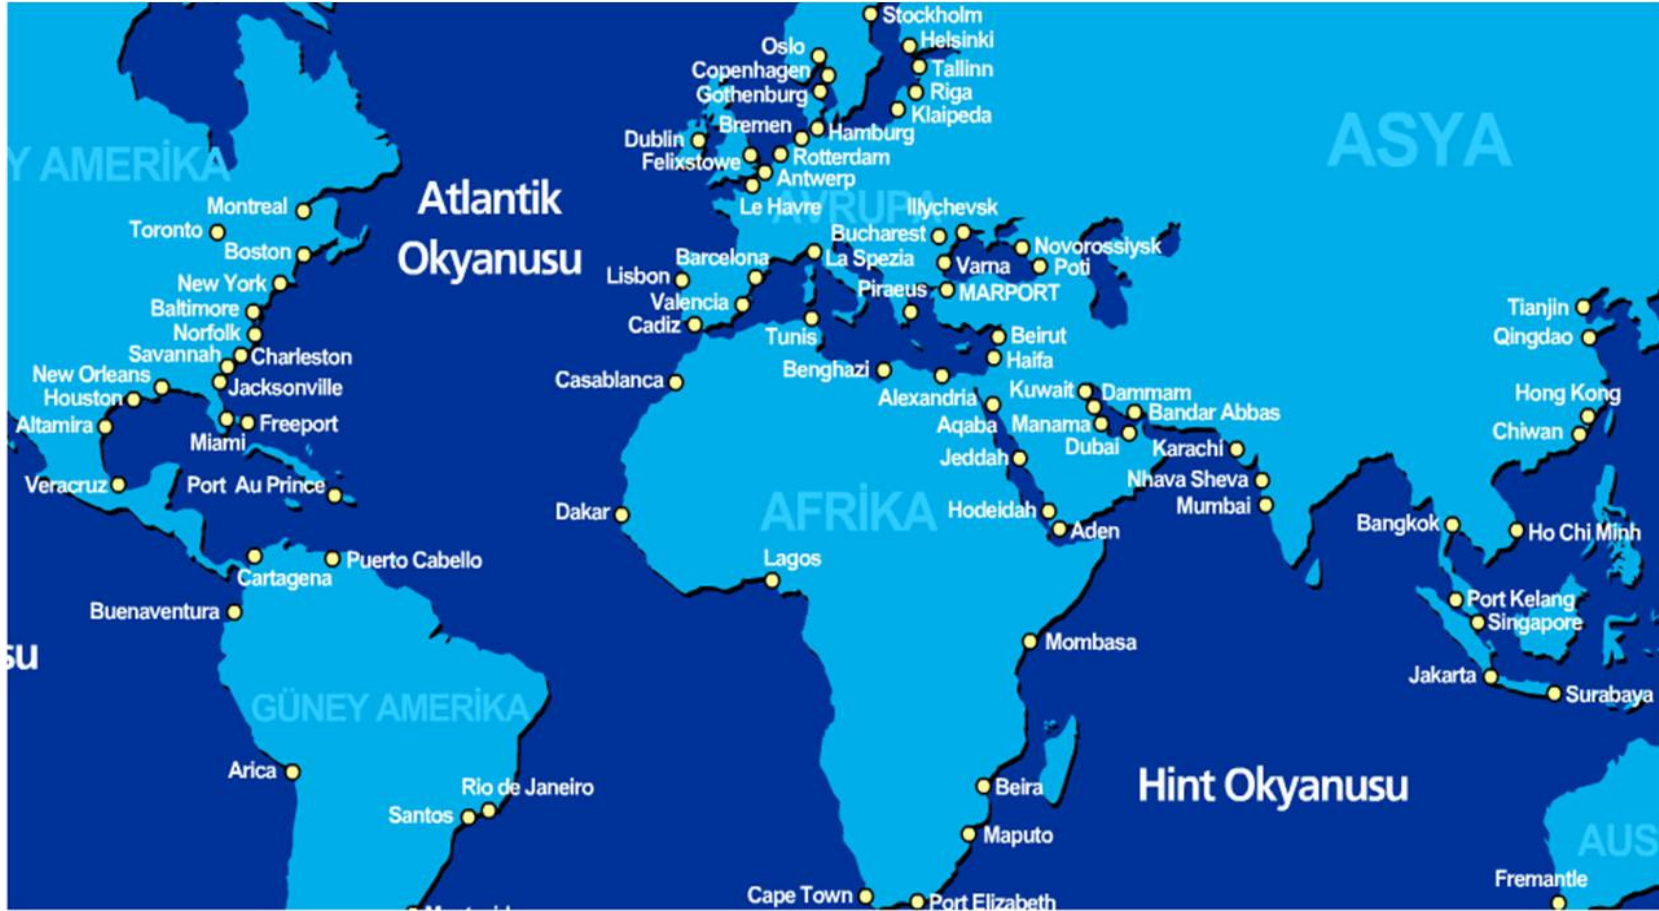 Stockholm
Helsinki
Oslo
Tallinn
Copenhagen
Gothenburg
Riga
Klaipeda
Bremen
Hamburg
Dublin
Felixstowe
Rotterdam
Antwerp
Le Havre
ASYA
Y AMERİKA
Atlantik
Okyanusu
AVRUPA
Illychevsk
Montreal
Toronto
Boston
Bucharest
Novorossiysk
Barcelona
La Spezia
Varna
Poti
New York
Lisbon
Piraeus
MARPORT
Baltimore
Valencia
Tianjin
Norfolk
Cadiz
Tunis
Beirut
Qingdao
Savannah
Charleston
Haifa
New Orleans
Jacksonville
Casablanca
Benghazi
Houston
Alexandria
Kuwait
Dammam
Hong Kong
Altamira
Miami
Freeport
Aqaba
Manama
Bandar Abbas
Chiwan
Dubai
Karachi
Jeddah
Veracruz
Port Au Prince
Nhava Sheva
Mumbai
Dakar
AFRİKA
Hodeidah
Aden
Bangkok
Ho Chi Minh
Cartagena
Puerto Cabello
Lagos
Buenaventura
Port Kelang
Singapore
su
Mombasa
Jakarta
Surabaya
GÜNEY AMERİKA
Arica
Rio de Janeiro
Santos
Beira
Hint Okyanusu
Maputo
AUS
Fremantle
Cape Town
Port Elizabeth